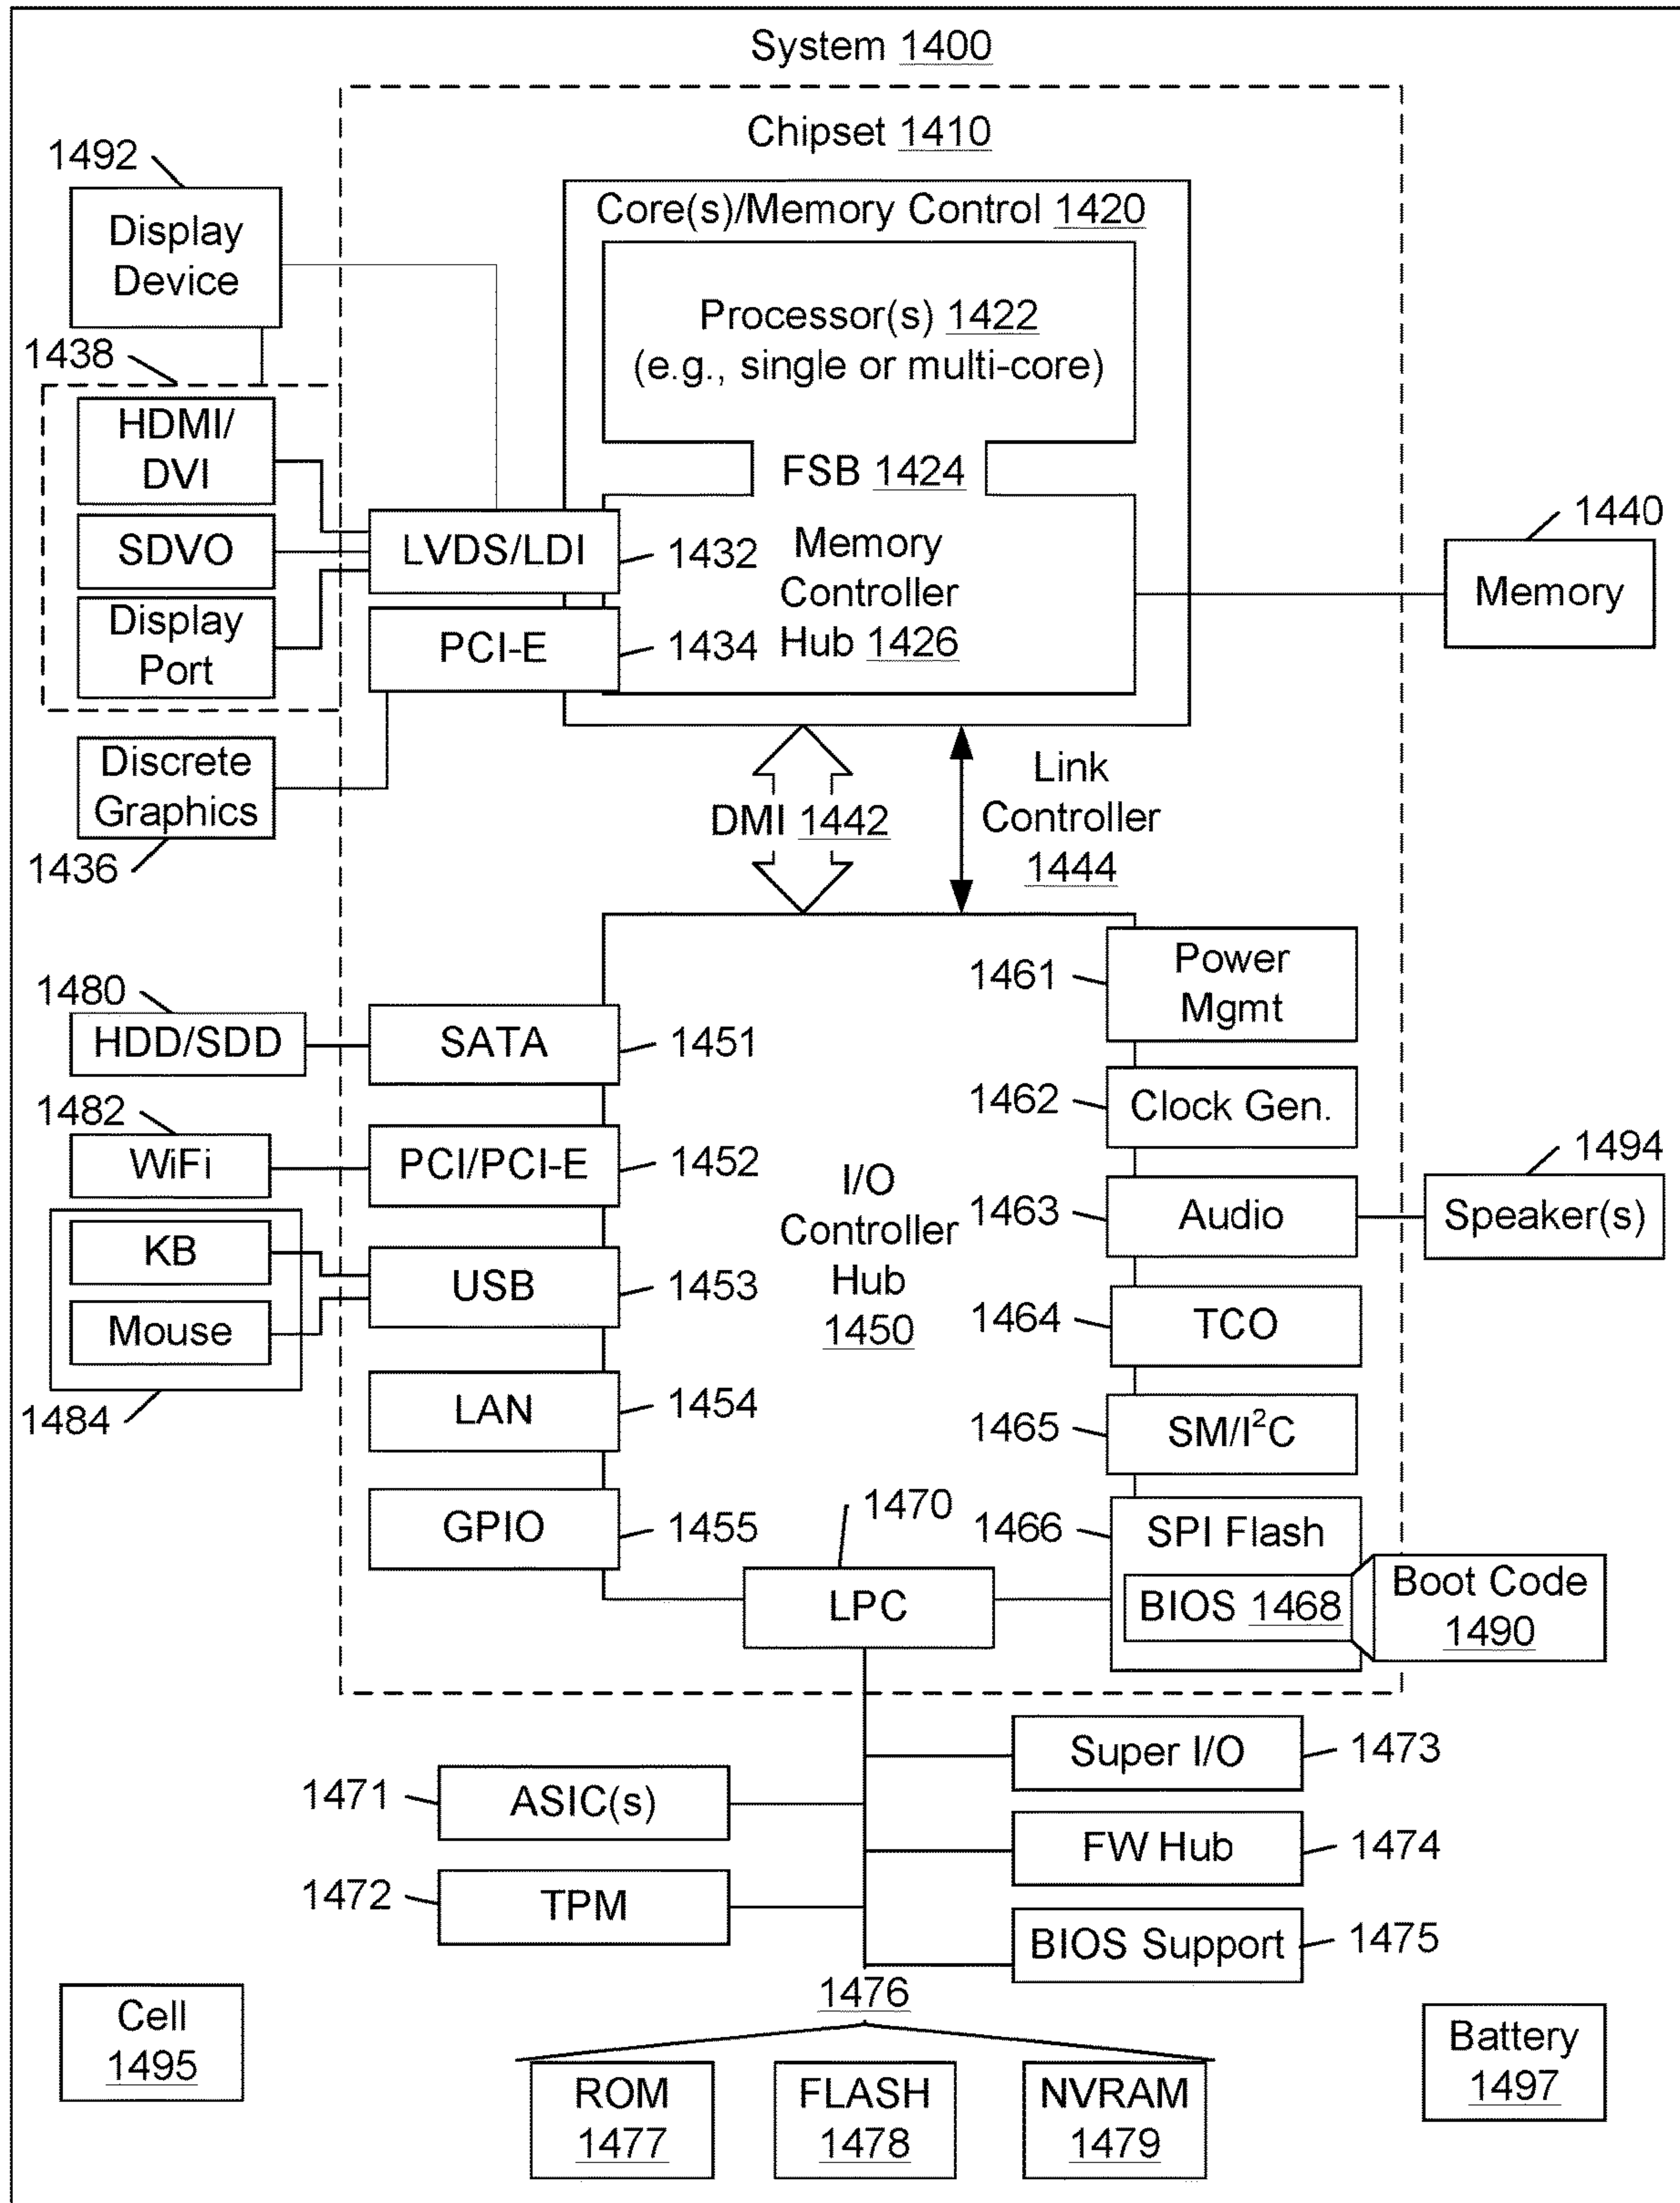 System 1400
Chipset 1410
1492
Display
Device
Core(s)/Memory Control 1420
Processor(s) 1422
(e.g., single or multi-core)
FSB 1424
1438
HDMI/
DVI
SDVO
Display
Port
LVDS/LDI
1432
PCI-E
1434
Memory
Controller
Hub 1426
1440
Memory
Discrete
Graphics
1436
DMI 1442
Link
Controller
1444
1480
HDD/SDD
SATA
1451
1482
WiFi
PCI/PCI-E
1452
KB
Mouse
1484
USB
1453
LAN
1454
GPIO
1455
I/O
Controller
Hub
1450
1461
Power
Mgmt
1462
Clock Gen.
1463
Audio
1494
Speaker(s)
1464
TCO
1465
SM/I²C
1466
SPI Flash
BIOS 1468
Boot Code
1490
1470
LPC
1471
ASIC(s)
1472
TPM
Super I/O
1473
FW Hub
1474
BIOS Support
1475
1476
Cell
1495
ROM
1477
FLASH
1478
NVRAM
1479
Battery
1497